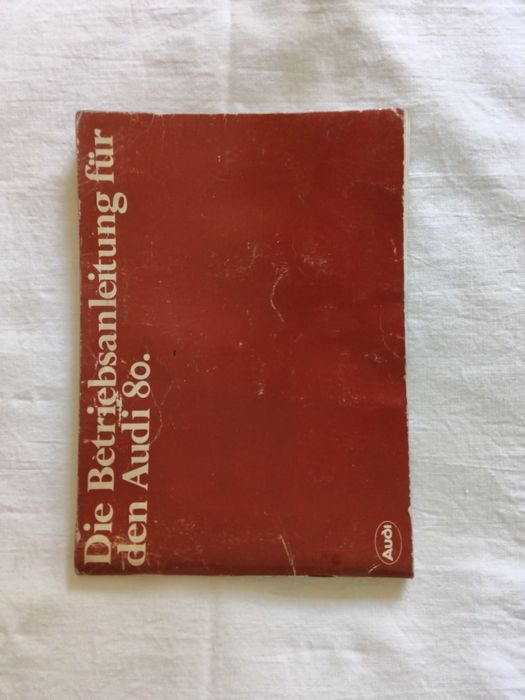 Die Betriebsanleitung für
den Audi 80.
Audi